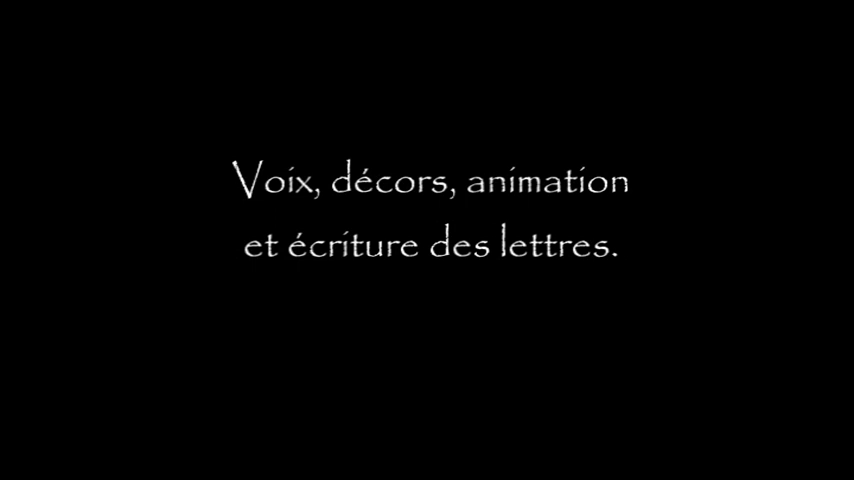 Voix, décors, animation
et écriture des lettres.